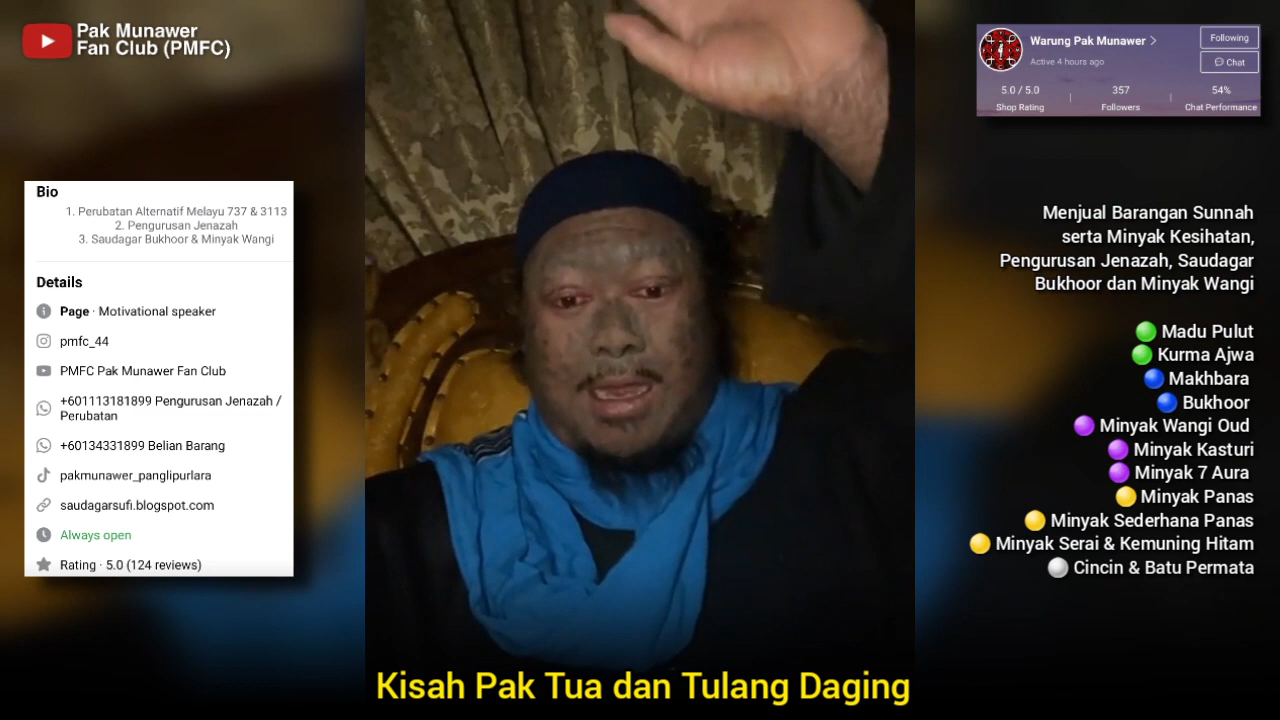 Pak Munawer
Fan Club (PMFC)
Bio
1. Perubatan Alternatif Melayu 737 & 3113
2. Pengurusan Jenazah
3. Saudagar Bukhoor & Minyak Wangi
Details
Page · Motivational speaker
pmfc_44
PMFC Pak Munawer Fan Club
+601113181899 Pengurusan Jenazah /
Perubatan
+60134331899 Belian Barang
pakmunawer_panglipurlara
saudagarsufi.blogspot.com
Always open
Rating · 5.0 (124 reviews)
Warung Pak Munawer
Following
Active 4 hours ago
Chat
5.0 / 5.0
357
54%
Shop Rating
Followers
Chat Performance
Menjual Barangan Sunnah
serta Minyak Kesihatan,
Pengurusan Jenazah, Saudagar
Bukhoor dan Minyak Wangi
Madu Pulut
Kurma Ajwa
Makhbara
Bukhoor
Minyak Wangi Oud
Minyak Kasturi
Minyak 7 Aura
Minyak Panas
Minyak Sederhana Panas
Minyak Serai & Kemuning Hitam
Cincin & Batu Permata
Kisah Pak Tua dan Tulang Daging